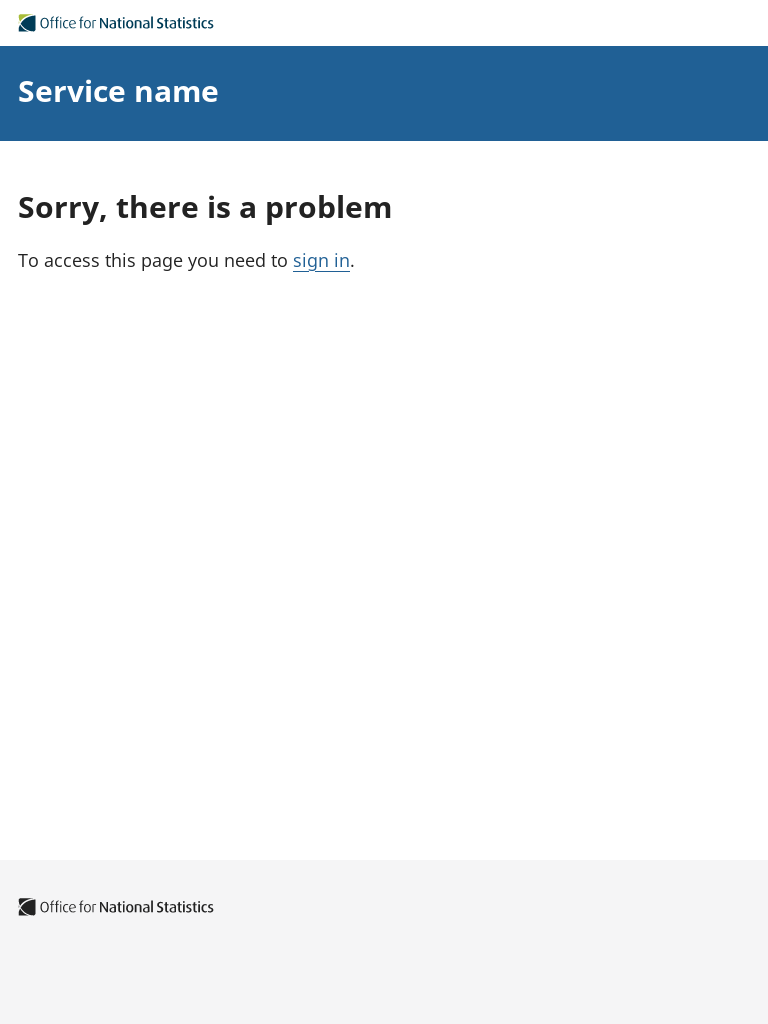 Office for National Statistics
Service name
Sorry, there is a problem
To access this page you need to sign in.
Office for National Statistics